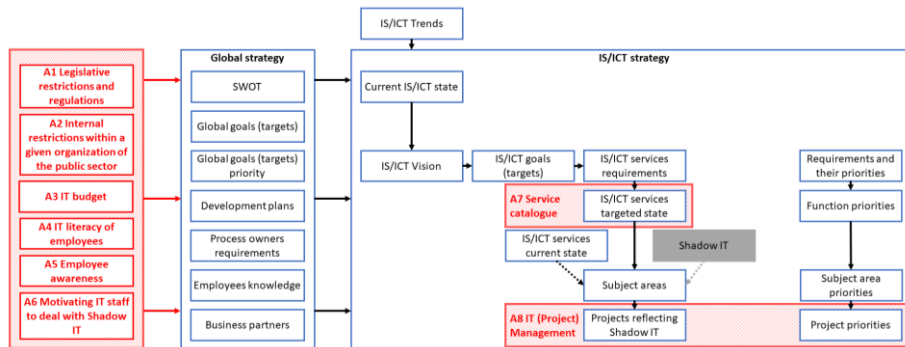 IS/ICT Trends
A1 Legislative
restrictions and
regulations
A2 Internal
restrictions within a
given organization of
the public sector
A3 IT budget
A4 IT literacy of
employees
A5 Employee
awareness
A6 Motivating IT staff
to deal with Shadow
IT
Global strategy
SWOT
Global goals (targets)
Global goals (targets)
priority
Development plans
Process owners
requirements
Employees knowledge
Business partners
IS/ICT strategy
Current IS/ICT state
IS/ICT Vision
IS/ICT goals
(targets)
IS/ICT services
requirements
A7 Service
catalogue
IS/ICT services
targeted state
IS/ICT services
current state
Shadow IT
Subject areas
A8 IT (Project)
Management
Projects reflecting
Shadow IT
Requirements and
their priorities
Function priorities
Subject area
priorities
Project priorities